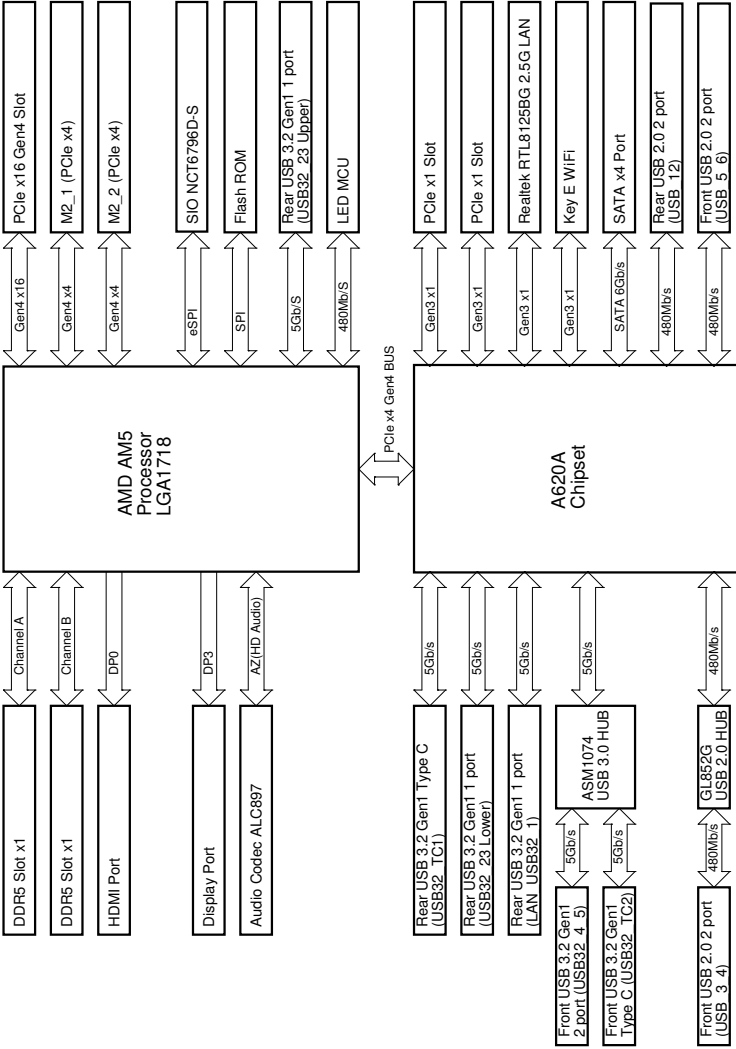 DDR5 Slot x1
DDR5 Slot x1
HDMI Port
Display Port
Audio Codec ALC897
Channel A
Channel B
DP0
DP3
AZ(HD Audio)
AMD AM5
Processor
LGA1718
Gen4 x16
Gen4 x4
Gen4 x4
eSPI
SPI
5Gb/S
480Mb/S
PCIe x16 Gen4 Slot
M2_1 (PCIe x4)
M2_2 (PCIe x4)
SIO NCT6796D-S
Flash ROM
Rear USB 3.2 Gen1 1 port
(USB32_23 Upper)
LED MCU
PCIe x4 Gen4 BUS
Rear USB 3.2 Gen1 Type C
(USB32_TC1)
Rear USB 3.2 Gen1 1 port
(USB32_23 Lower)
Rear USB 3.2 Gen1 1 port
(LAN_USB32_1)
Front USB 3.2 Gen1
2 port (USB32_4_5)
Front USB 3.2 Gen1
Type C (USB32_TC2)
Front USB 2.0 2 port
(USB_3_4)
5Gb/s
5Gb/s
480Mb/s
ASM1074
USB 3.0 HUB
GL852G
USB 2.0 HUB
5Gb/s
5Gb/s
5Gb/s
5Gb/s
480Mb/s
A620A
Chipset
Gen3 x1
Gen3 x1
Gen3 x1
Gen3 x1
SATA 6Gb/s
480Mb/s
480Mb/s
PCIe x1 Slot
PCIe x1 Slot
Realtek RTL8125BG 2.5G LAN
Key E WiFi
SATA x4 Port
Rear USB 2.0 2 port
(USB_12)
Front USB 2.0 2 port
(USB_5_6)